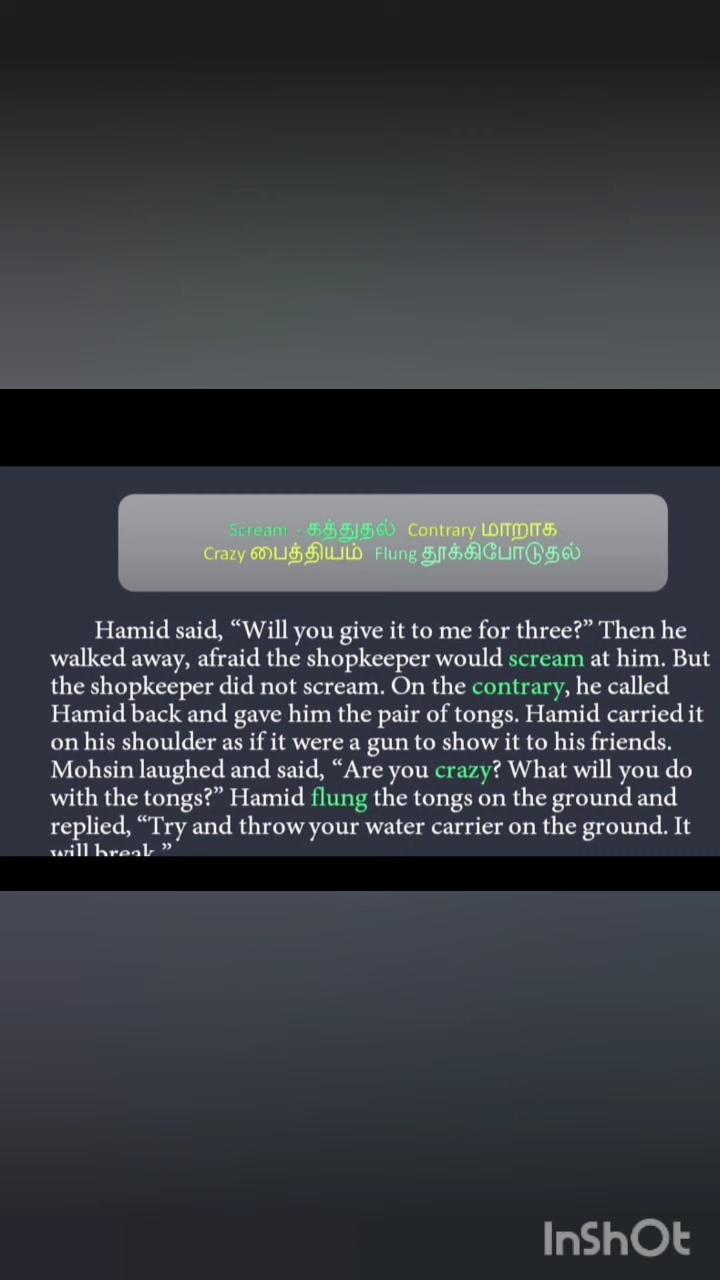 Scream - கத்துதல் Contrary மாறாக
Crazy பைத்தியம் Flung தூக்கிபோடுதல்
Hamid said, “Will you give it to me for three?” Then he
walked away, afraid the shopkeeper would scream at him. But
the shopkeeper did not scream. On the contrary, he called
Hamid back and gave him the pair of tongs. Hamid carried it
on his shoulder as if it were a gun to show it to his friends.
Mohsin laughed and said, “Are you crazy? What will you do
with the tongs?” Hamid flung the tongs on the ground and
replied, “Try and throw your water carrier on the ground. It
will break.”
InShOt